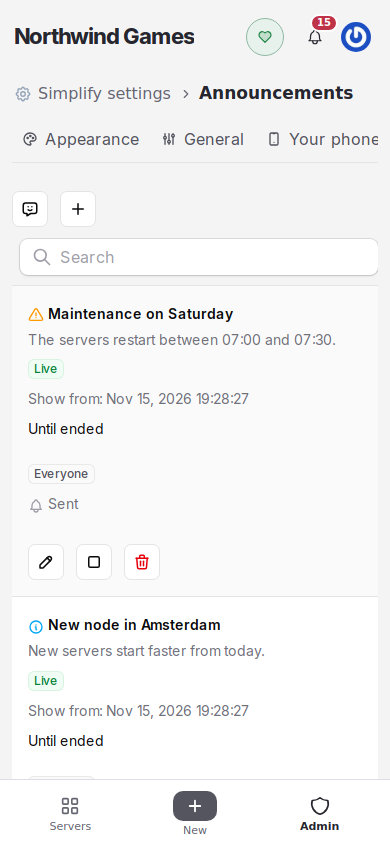 Northwind Games
15
Simplify settings > Announcements
Appearance General Your phone
Search
Maintenance on Saturday
The servers restart between 07:00 and 07:30.
Live
Show from: Nov 15, 2026 19:28:27
Until ended
Everyone
Sent
New node in Amsterdam
New servers start faster from today.
Live
Show from: Nov 15, 2026 19:28:27
Until ended
Servers
New
Admin